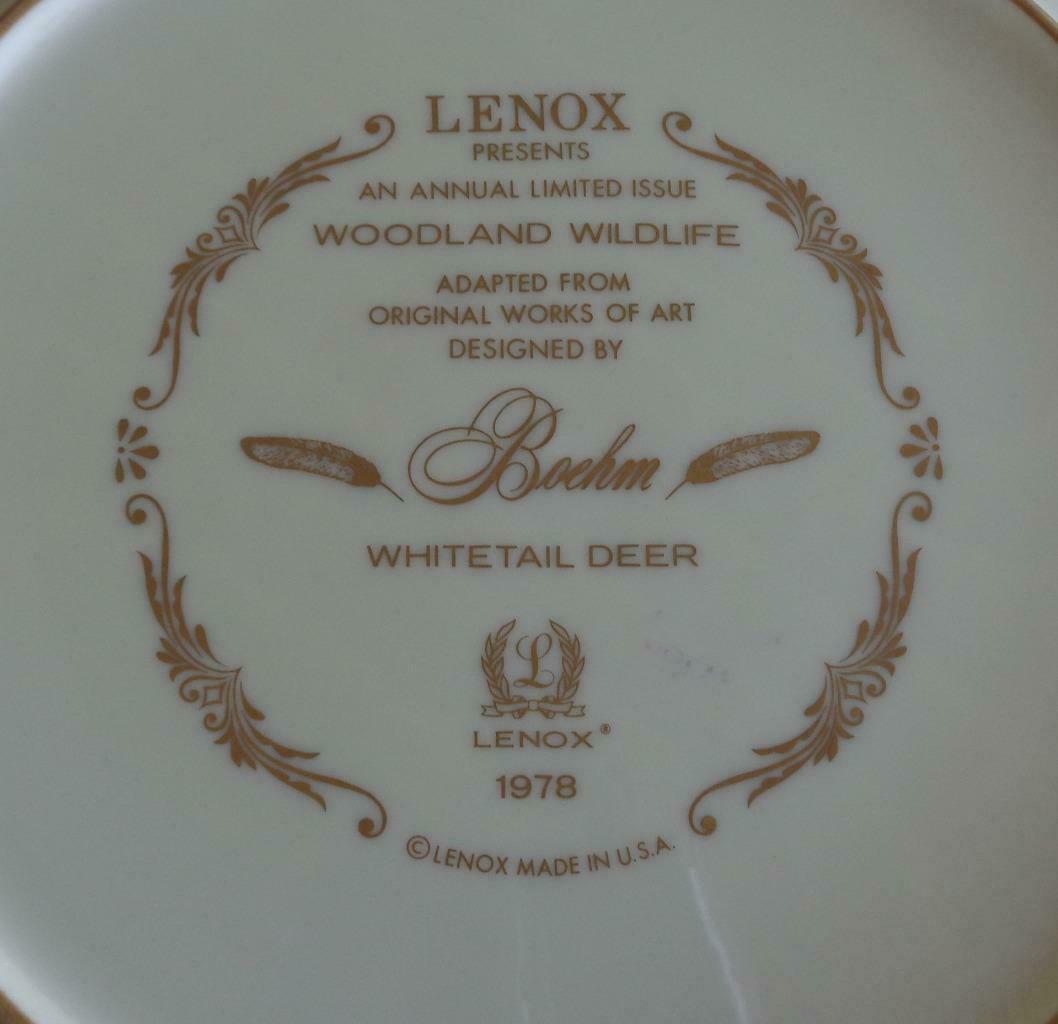 LENOX
PRESENTS
AN ANNUAL LIMITED ISSUE
WOODLAND WILDLIFE
ADAPTED FROM
ORIGINAL WORKS OF ART
DESIGNED BY
Boehm
WHITETAIL DEER
L
LENOX®
1978
© LENOX MADE IN U.S.A.